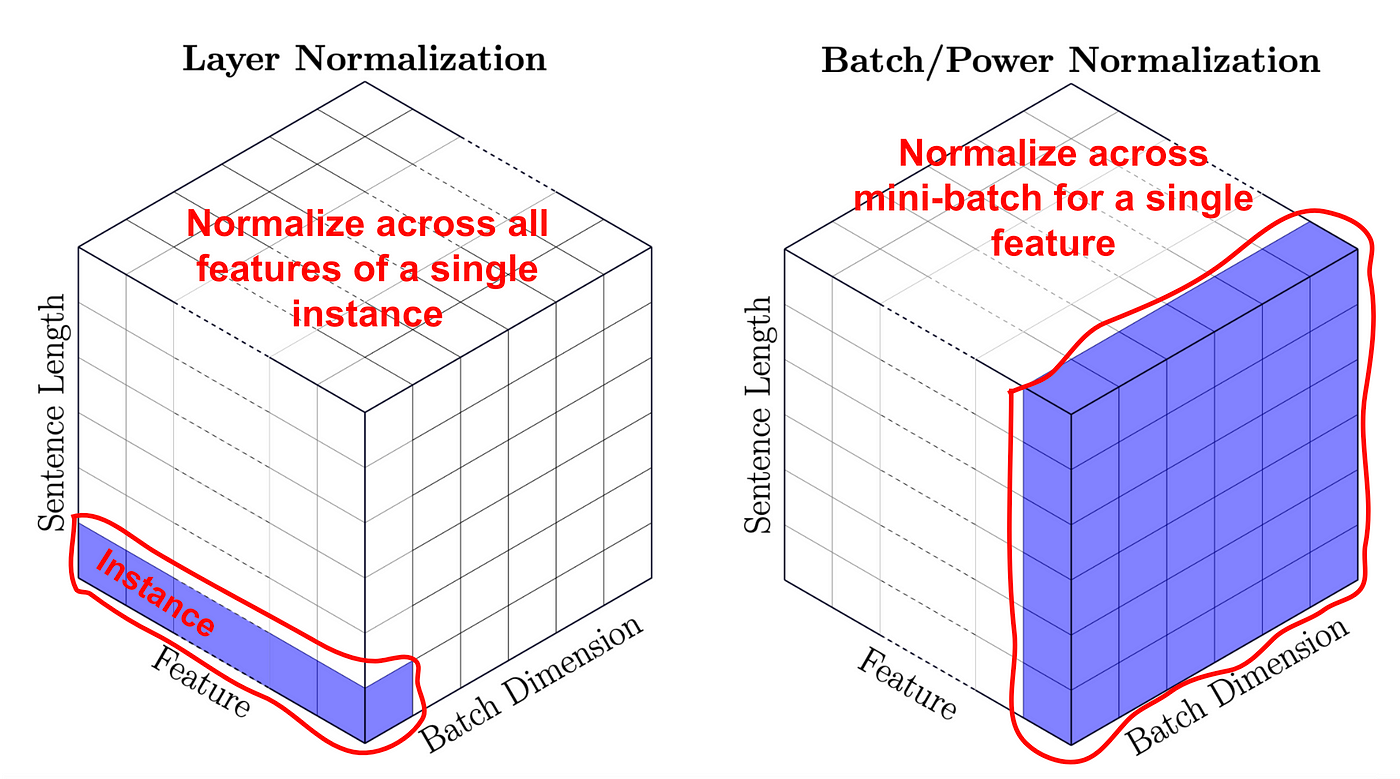 Layer Normalization
Normalize across all
features of a single
instance
Sentence Length
Instance
Feature
Batch Dimension
Batch/Power Normalization
Normalize across
mini-batch for a single
feature
Sentence Length
Feature
Batch Dimension